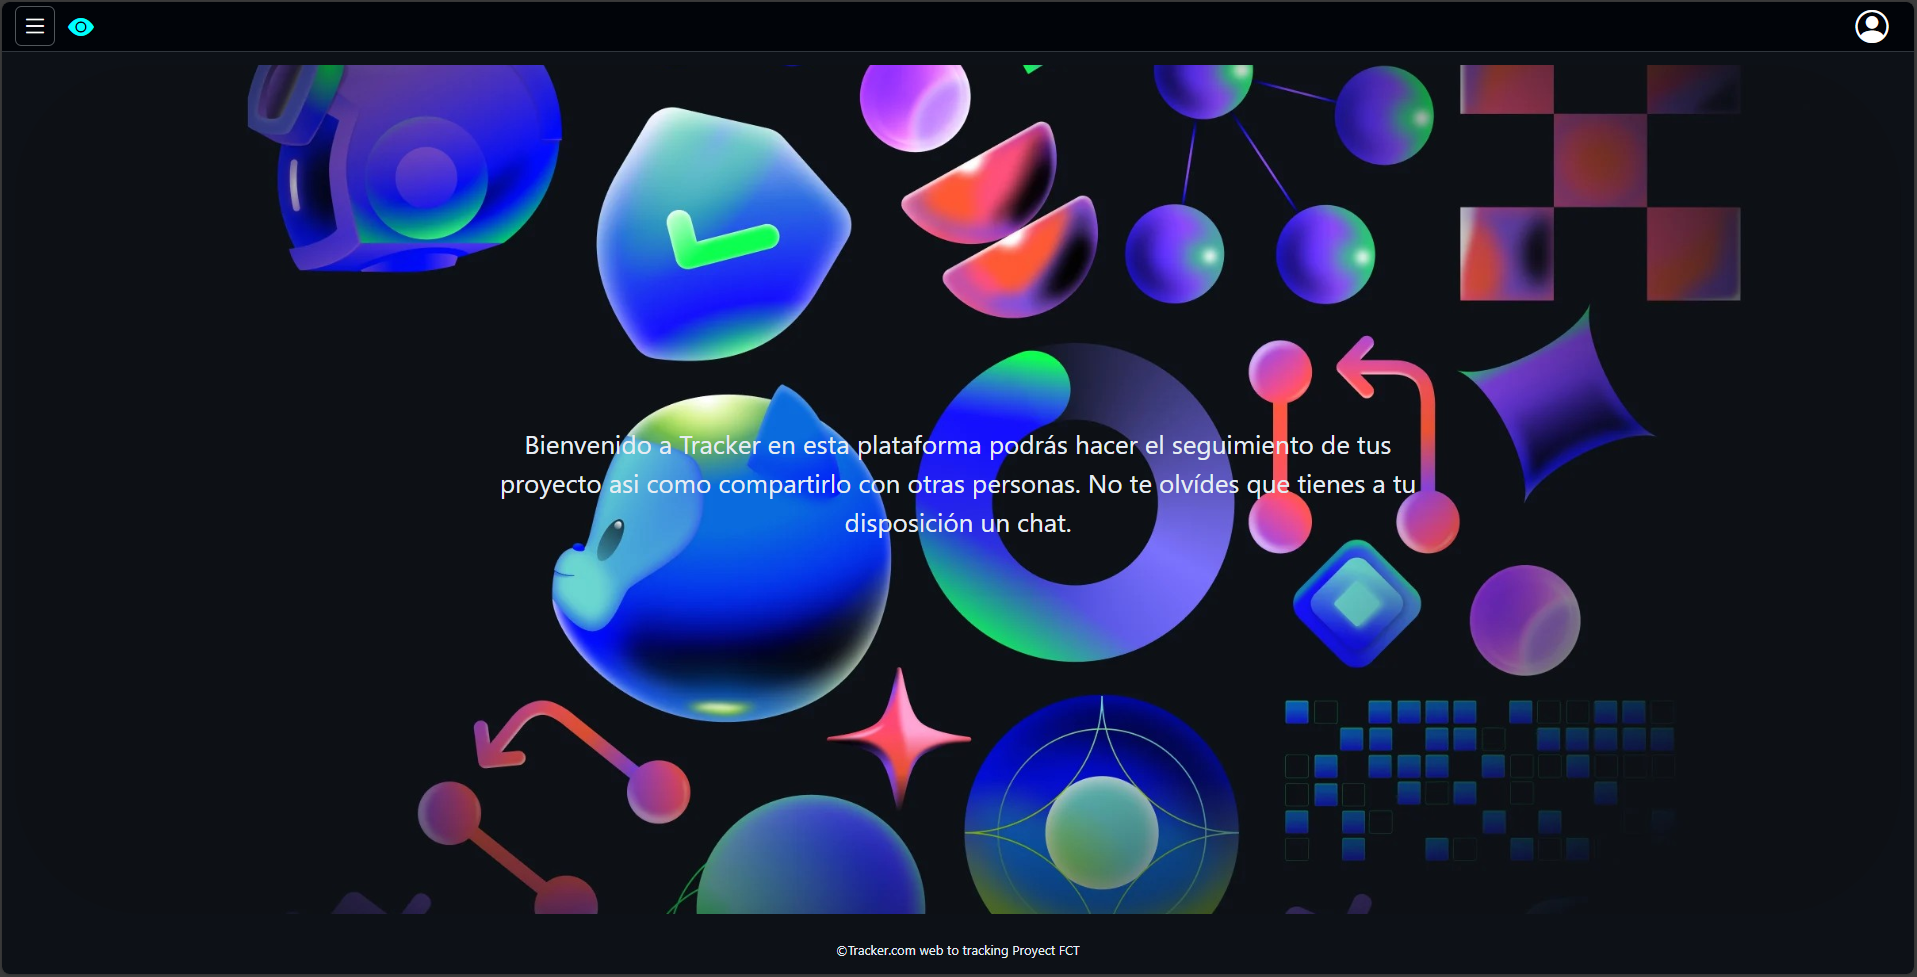 Bienvenido a Tracker en esta plataforma podrás hacer el seguimiento de tus
proyecto asi como compartirlo con otras personas. No te olvídes que tienes a tu
disposición un chat.
©Tracker.com web to tracking Proyect FCT